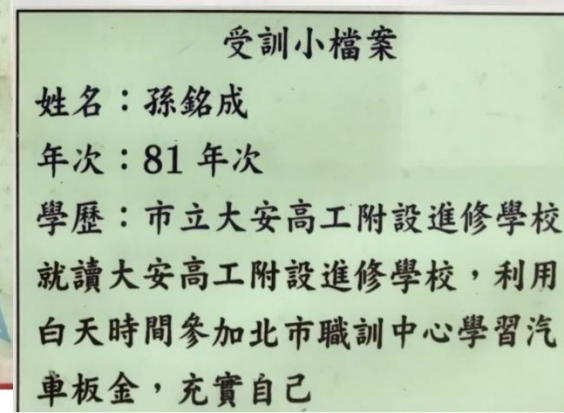 受訓小檔案
姓名：孫銘成
年次：81 年次
學歷：市立大安高工附設進修學校
就讀大安高工附設進修學校，利用
白天時間參加北市職訓中心學習汽
車板金，充實自己